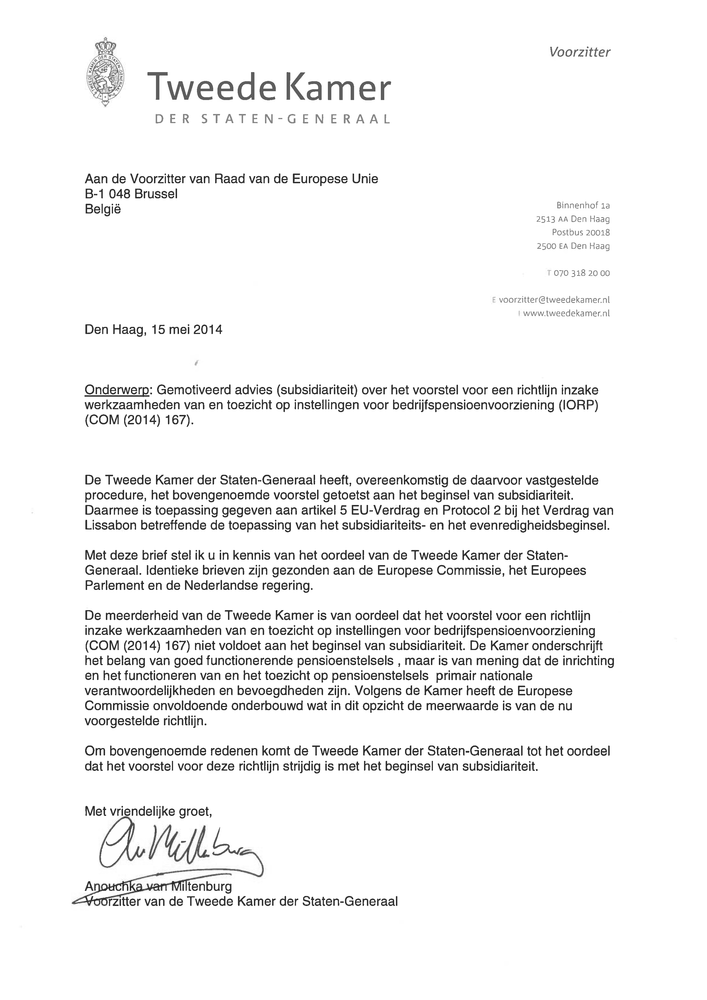 Voorzitter
TWEEDE KAMER DER STATEN-GENERAAL
Tweede Kamer
DER STATEN-GENERAAL
Aan de Voorzitter van Raad van de Europese Unie
B-1 048 Brussel
België
Binnenhof 1a
2513 AA Den Haag
Postbus 20018
2500 EA Den Haag
T 070 318 20 00
E voorzitter@tweedekamer.nl
I www.tweedekamer.nl
Den Haag, 15 mei 2014
Onderwerp: Gemotiveerd advies (subsidiariteit) over het voorstel voor een richtlijn inzake
werkzaamheden van en toezicht op instellingen voor bedrijfspensioenvoorziening (IORP)
(COM (2014) 167).
De Tweede Kamer der Staten-Generaal heeft, overeenkomstig de daarvoor vastgestelde
procedure, het bovengenoemde voorstel getoetst aan het beginsel van subsidiariteit.
Daarmee is toepassing gegeven aan artikel 5 EU-Verdrag en Protocol 2 bij het Verdrag van
Lissabon betreffende de toepassing van het subsidiariteits- en het evenredigheidsbeginsel.
Met deze brief stel ik u in kennis van het oordeel van de Tweede Kamer der Staten-
Generaal. Identieke brieven zijn gezonden aan de Europese Commissie, het Europees
Parlement en de Nederlandse regering.
De meerderheid van de Tweede Kamer is van oordeel dat het voorstel voor een richtlijn
inzake werkzaamheden van en toezicht op instellingen voor bedrijfspensioenvoorziening
(COM (2014) 167) niet voldoet aan het beginsel van subsidiariteit. De Kamer onderschrijft
het belang van goed functionerende pensioenstelsels , maar is van mening dat de inrichting
en het functioneren van en het toezicht op pensioenstelsels primair nationale
verantwoordelijkheden en bevoegdheden zijn. Volgens de Kamer heeft de Europese
Commissie onvoldoende onderbouwd wat in dit opzicht de meerwaarde is van de nu
voorgestelde richtlijn.
Om bovengenoemde redenen komt de Tweede Kamer der Staten-Generaal tot het oordeel
dat het voorstel voor deze richtlijn strijdig is met het beginsel van subsidiariteit.
Met vriendelijke groet,
Anouchka van Miltenburg
Voorzitter van de Tweede Kamer der Staten-Generaal